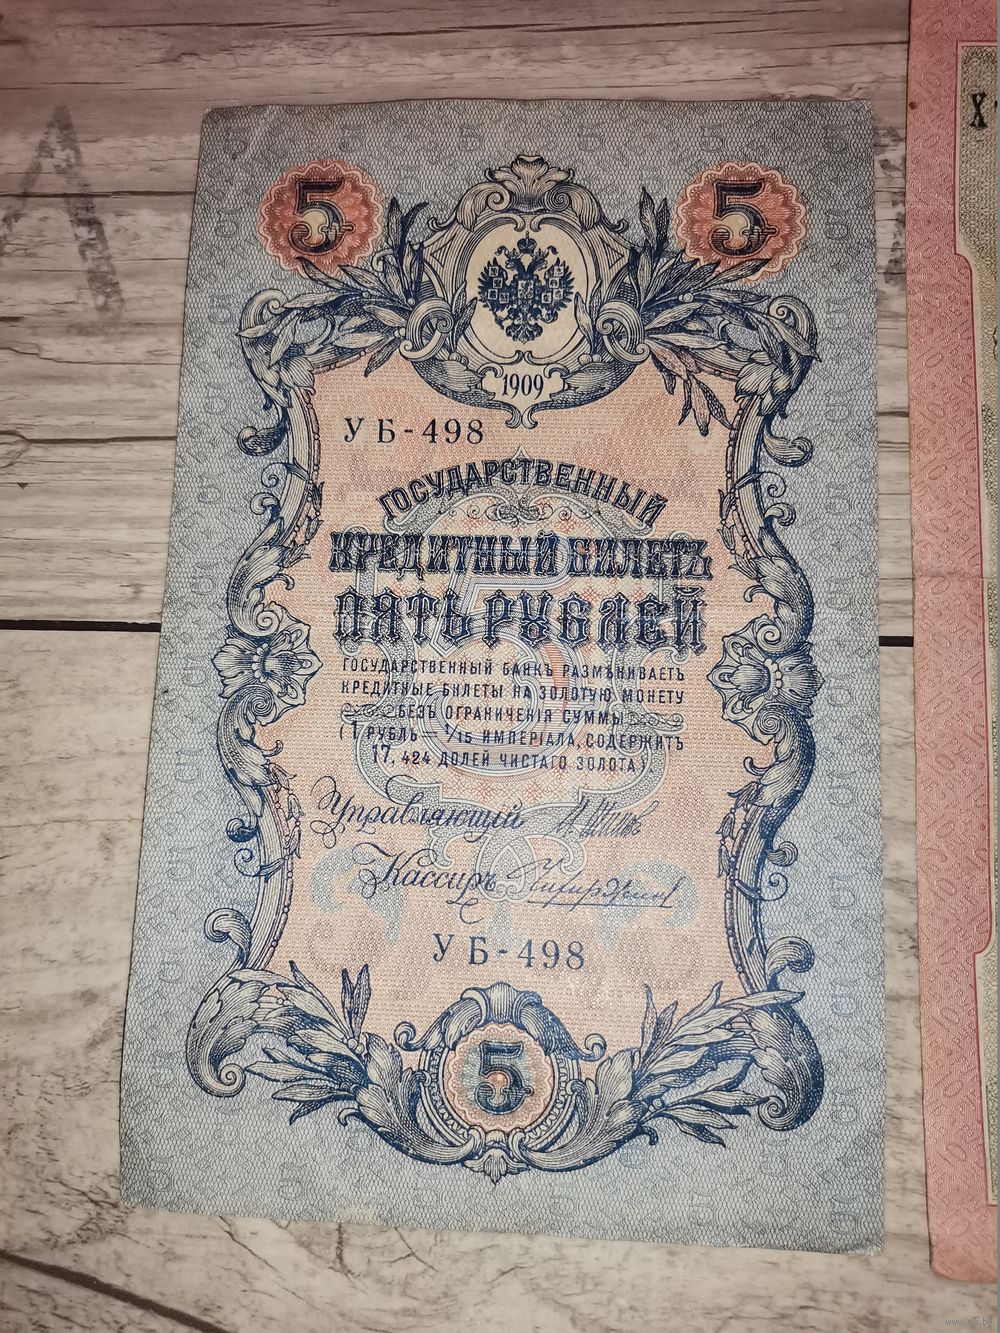 5 5
1909
УБ-498
ГОСУДАРСТВЕННЫЙ
КРЕДИТНЫЙ БИЛЕТЪ
ПЯТЬ РУБЛЕЙ
ГОСУДАРСТВЕННЫЙ БАНКЪ РАЗМѢНИВАЕТЪ
КРЕДИТНЫЕ БИЛЕТЫ НА ЗОЛОТУЮ МОНЕТУ
БЕЗЪ ОГРАНИЧЕНІЯ СУММЫ
(1 РУБЛЬ — 1/15 ИМПЕРІАЛА, СОДЕРЖИТЪ
17,424 ДОЛЕЙ ЧИСТАГО ЗОЛОТА).
Управляющій
Кассиръ
УБ-498
5
Х